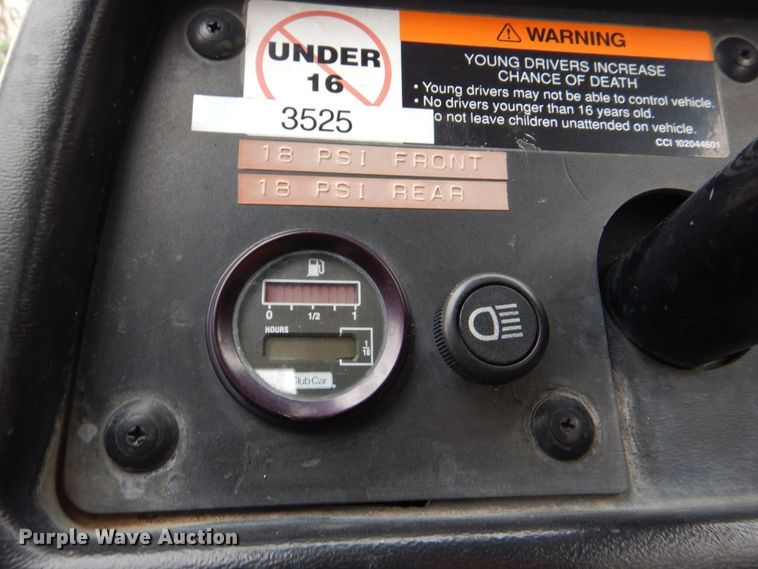 UNDER
16
3525
WARNING
YOUNG DRIVERS INCREASE
CHANCE OF DEATH
• Young drivers may not be able to control vehicle.
• No drivers younger than 16 years old.
Do not leave children unattended on vehicle.
CCI 102044601
18 PSI FRONT
18 PSI REAR
0 1/2 1
HOURS
1/10
Club Car
Purple Wave Auction